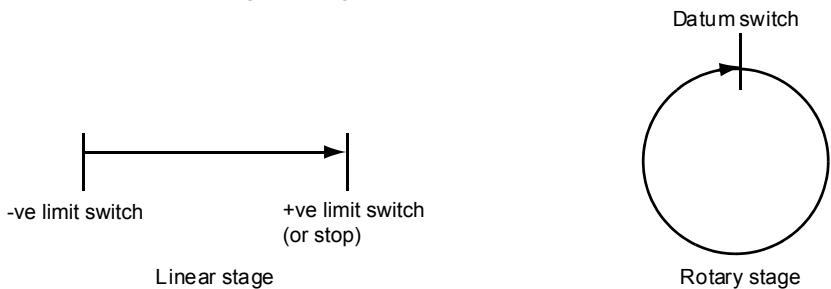 Datum switch
-ve limit switch
+ve limit switch
(or stop)
Linear stage
Rotary stage